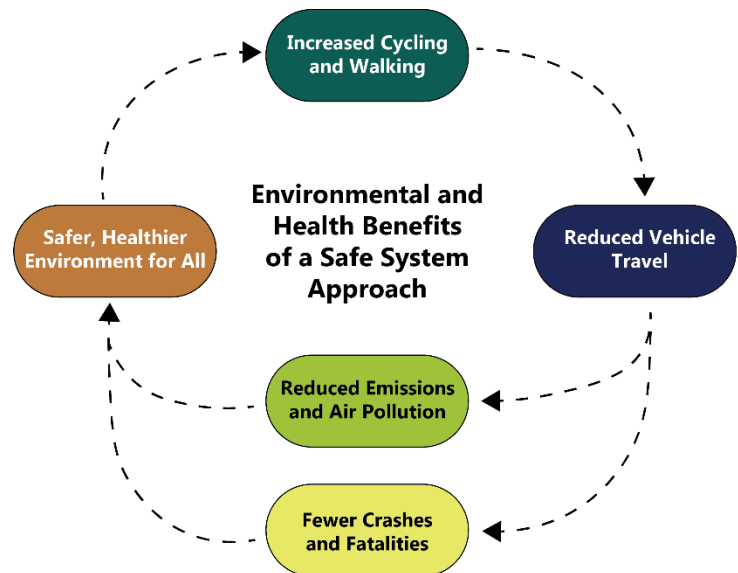 Increased Cycling
and Walking
Environmental and
Health Benefits
of a Safe System
Approach
Safer, Healthier
Environment for All
Reduced Vehicle
Travel
Reduced Emissions
and Air Pollution
Fewer Crashes
and Fatalities